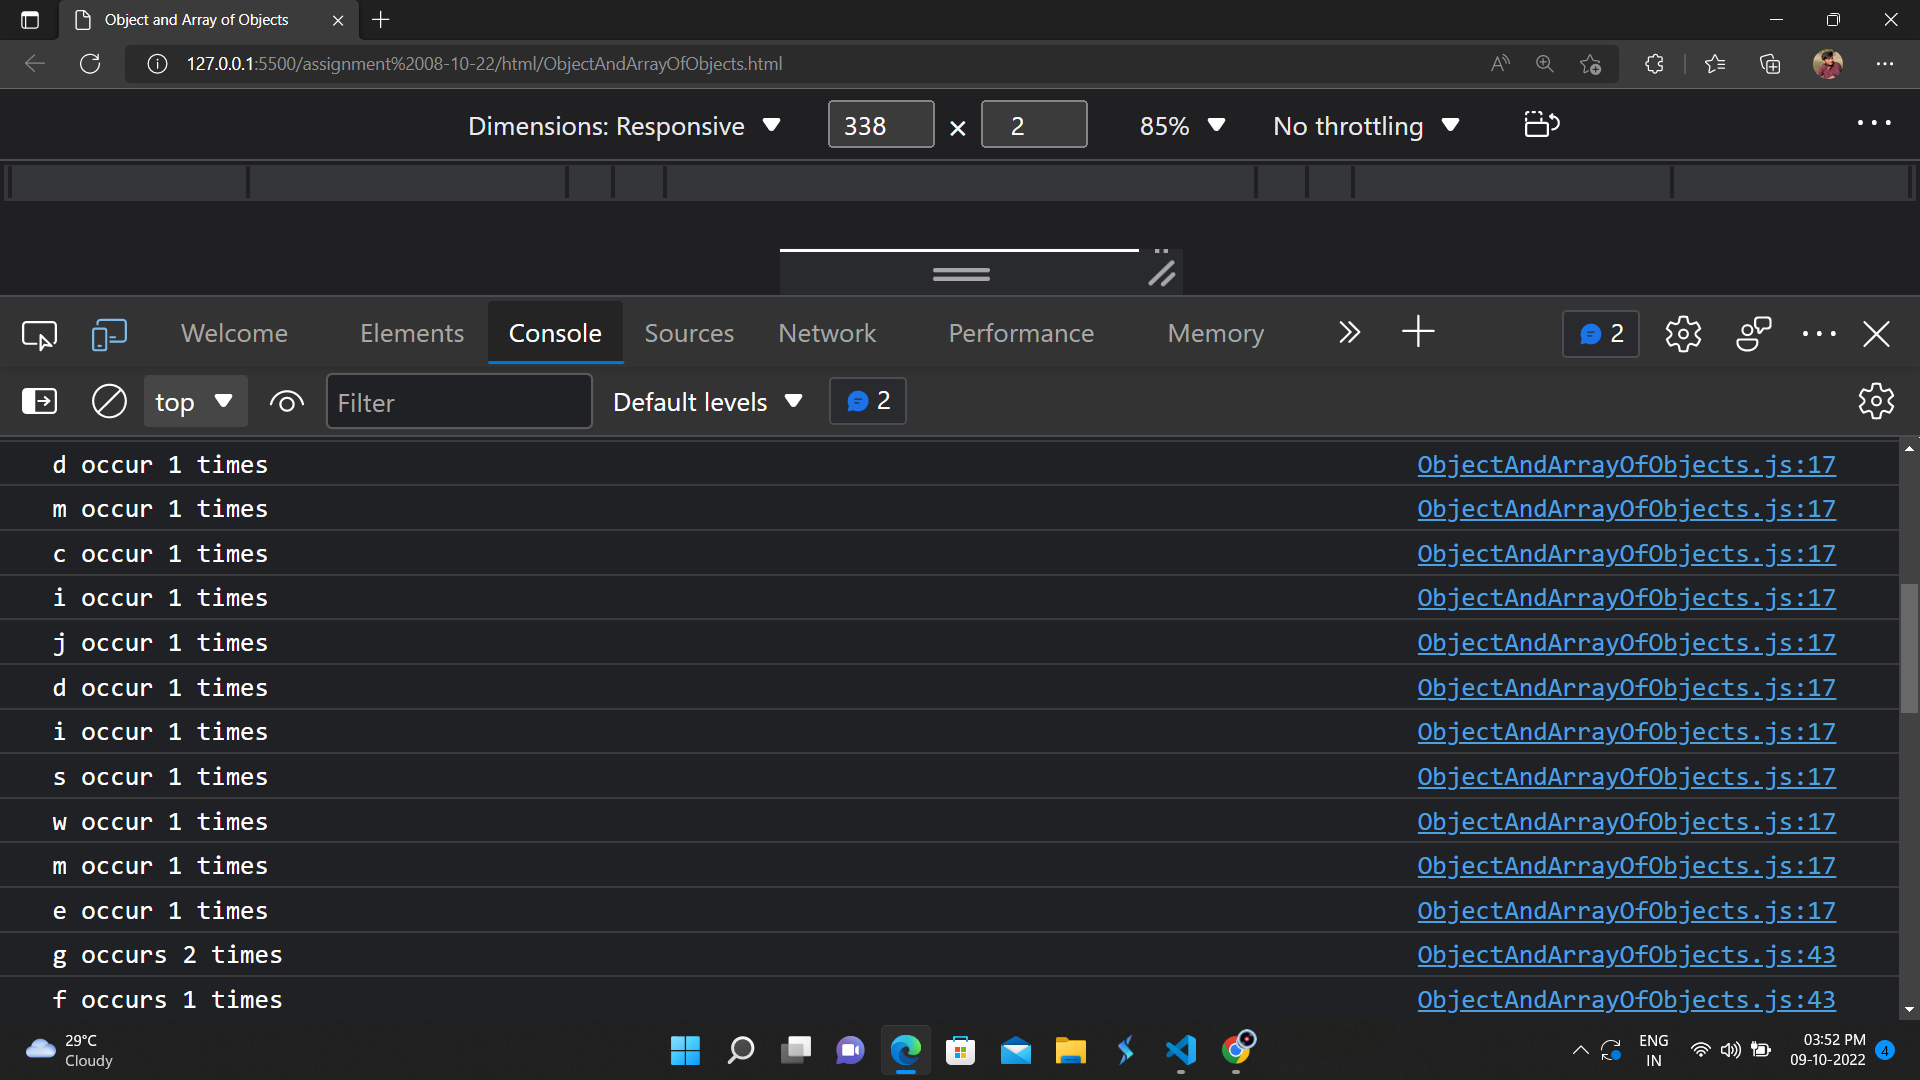 Object and Array of Objects
127.0.0.1:5500/assignment%2008-10-22/html/ObjectAndArrayOfObjects.html
Dimensions: Responsive 338 × 2 85% No throttling
Welcome Elements Console Sources Network Performance Memory 2
top Filter Default levels 2
d occur 1 times ObjectAndArrayOfObjects.js:17
m occur 1 times ObjectAndArrayOfObjects.js:17
c occur 1 times ObjectAndArrayOfObjects.js:17
i occur 1 times ObjectAndArrayOfObjects.js:17
j occur 1 times ObjectAndArrayOfObjects.js:17
d occur 1 times ObjectAndArrayOfObjects.js:17
i occur 1 times ObjectAndArrayOfObjects.js:17
s occur 1 times ObjectAndArrayOfObjects.js:17
w occur 1 times ObjectAndArrayOfObjects.js:17
m occur 1 times ObjectAndArrayOfObjects.js:17
e occur 1 times ObjectAndArrayOfObjects.js:17
g occurs 2 times ObjectAndArrayOfObjects.js:43
f occurs 1 times ObjectAndArrayOfObjects.js:43
29°C
Cloudy
ENG
IN
03:52 PM
09-10-2022
4